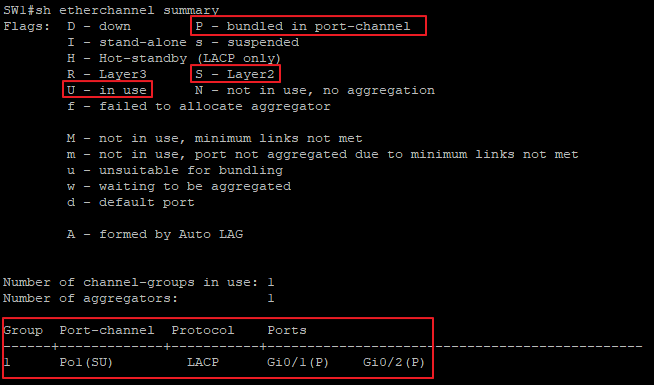 SW1#sh etherchannel summary
Flags:  D - down        P - bundled in port-channel
        I - stand-alone s - suspended
        H - Hot-standby (LACP only)
        R - Layer3      S - Layer2
        U - in use      N - not in use, no aggregation
        f - failed to allocate aggregator
        M - not in use, minimum links not met
        m - not in use, port not aggregated due to minimum links not met
        u - unsuitable for bundling
        w - waiting to be aggregated
        d - default port
        A - formed by Auto LAG
Number of channel-groups in use: 1
Number of aggregators:           1
Group  Port-channel  Protocol    Ports
------+-------------+-----------+-----------------------------------------------
1      Po1(SU)         LACP      Gi0/1(P)    Gi0/2(P)